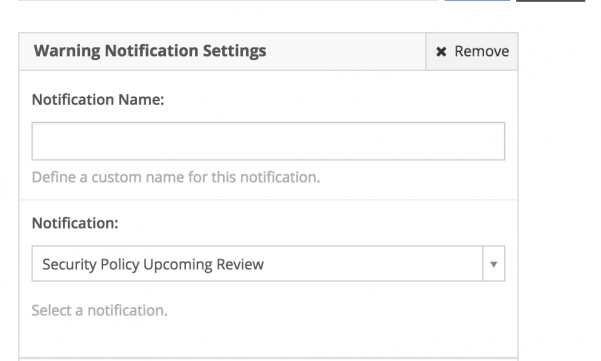 Warning Notification Settings
✖ Remove
Notification Name:
Define a custom name for this notification.
Notification:
Security Policy Upcoming Review
Select a notification.